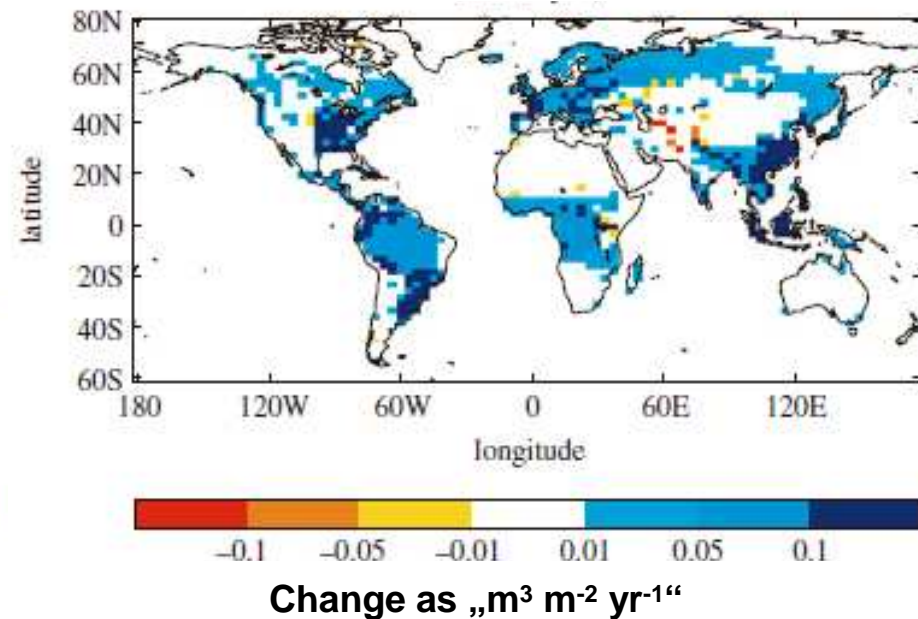 80N
60N
40N
20N
0
20S
40S
60S
latitude
180 120W 60W 0 60E 120E
longitude
–0.1 –0.05 –0.01 0.01 0.05 0.1
Change as „m³ m⁻² yr⁻¹“